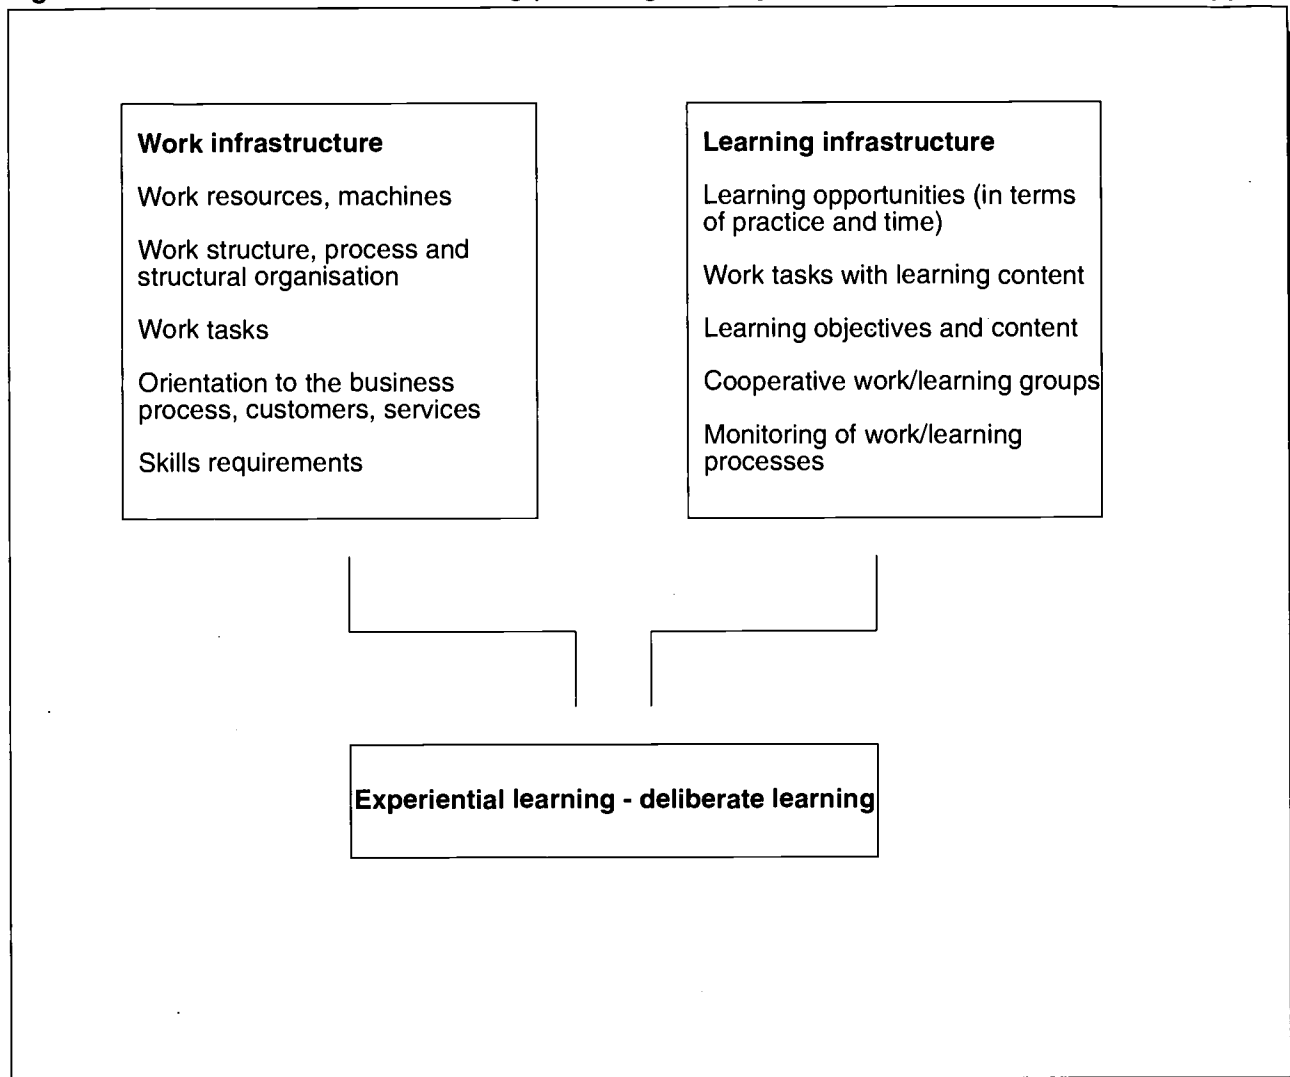 Work infrastructure
Work resources, machines
Work structure, process and
structural organisation
Work tasks
Orientation to the business
process, customers, services
Skills requirements
Learning infrastructure
Learning opportunities (in terms
of practice and time)
Work tasks with learning content
Learning objectives and content
Cooperative work/learning groups
Monitoring of work/learning
processes
Experiential learning - deliberate learning